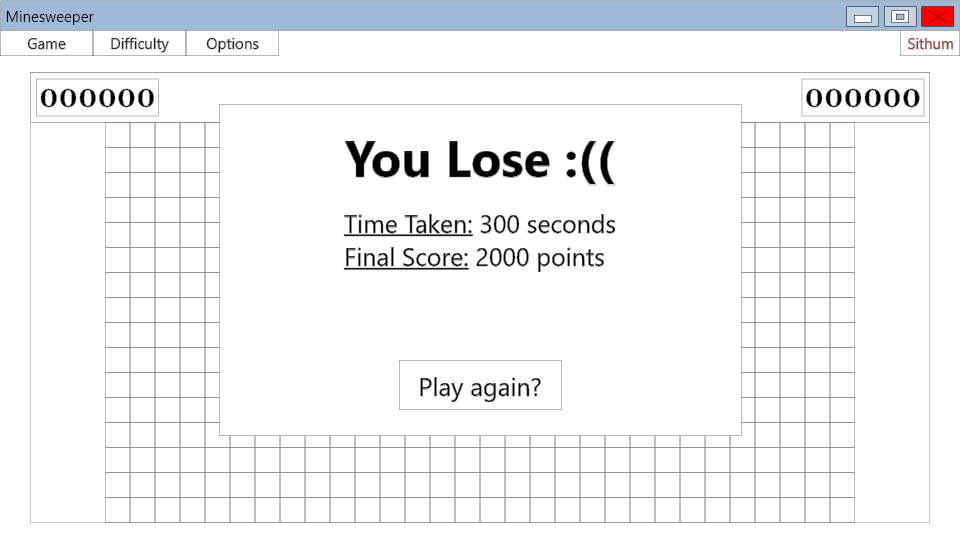 Minesweeper
Game Difficulty Options Sithum
000000 000000
You Lose :((
Time Taken: 300 seconds
Final Score: 2000 points
Play again?